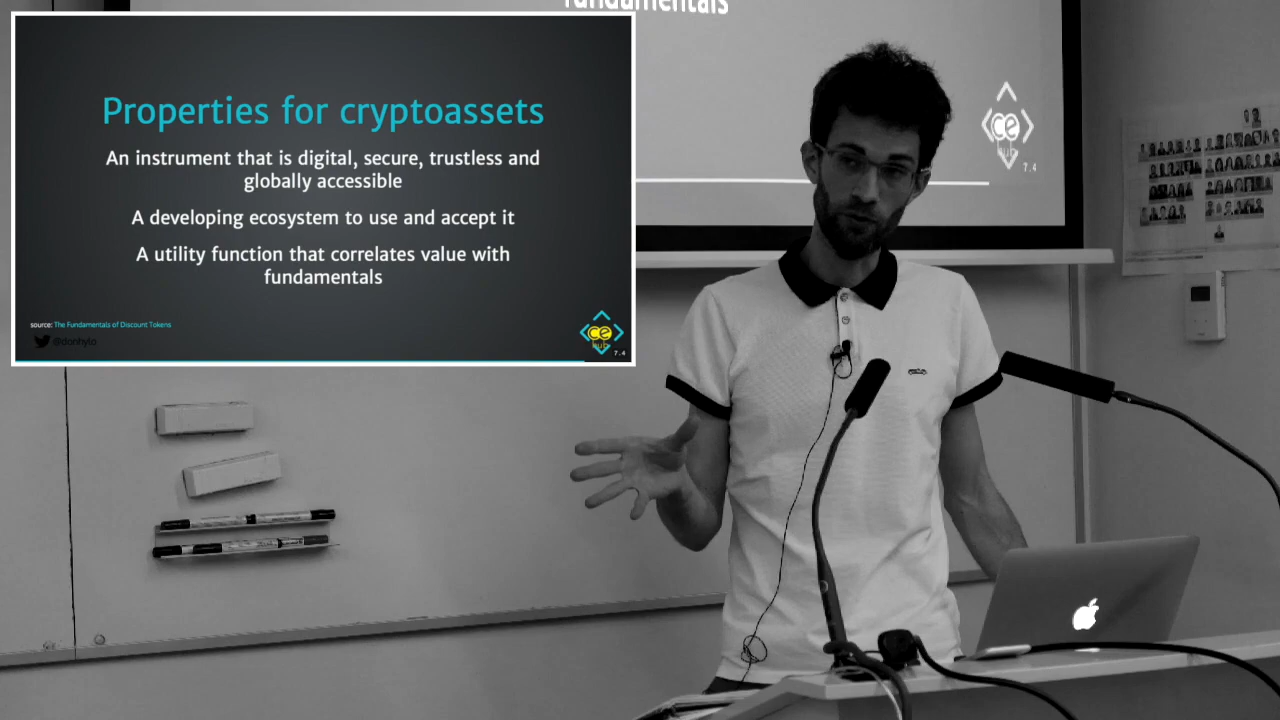 Properties for cryptoassets
An instrument that is digital, secure, trustless and
globally accessible
A developing ecosystem to use and accept it
A utility function that correlates value with
fundamentals
source: The Fundamentals of Discount Tokens
@donhylo
ce
HUB
7.4
fundamentals
ce
HUB
7.4